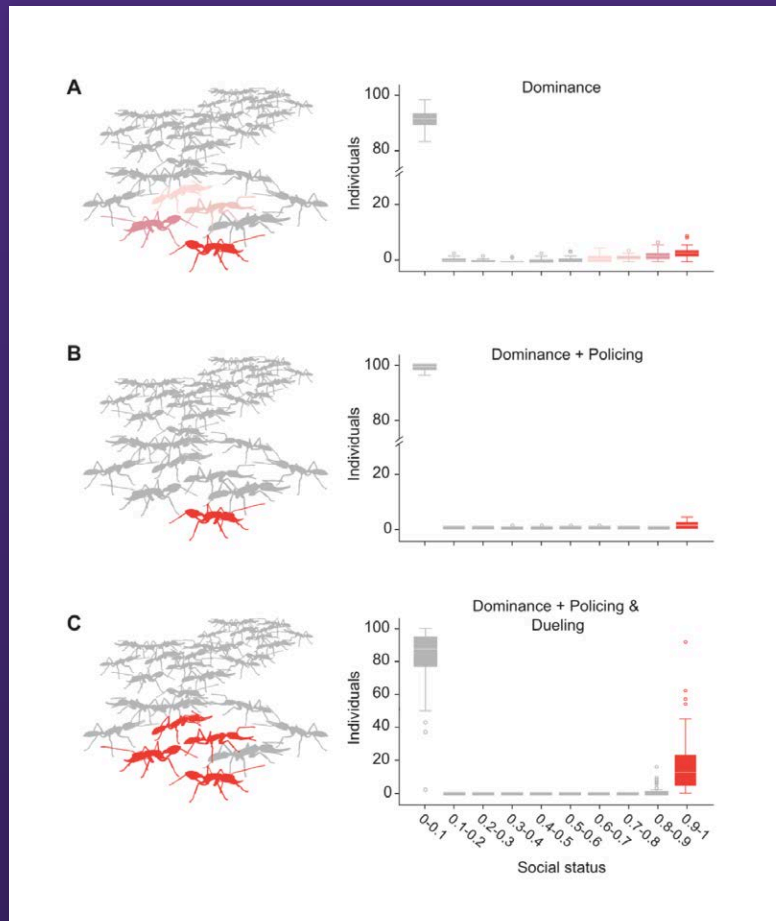 A
Dominance
Individuals
100
80
20
0
B
Dominance + Policing
Individuals
100
80
20
0
C
Dominance + Policing &
Dueling
Individuals
100
80
60
40
20
0
0-0.1
0.1-0.2
0.2-0.3
0.3-0.4
0.4-0.5
0.5-0.6
0.6-0.7
0.7-0.8
0.8-0.9
0.9-1
Social status